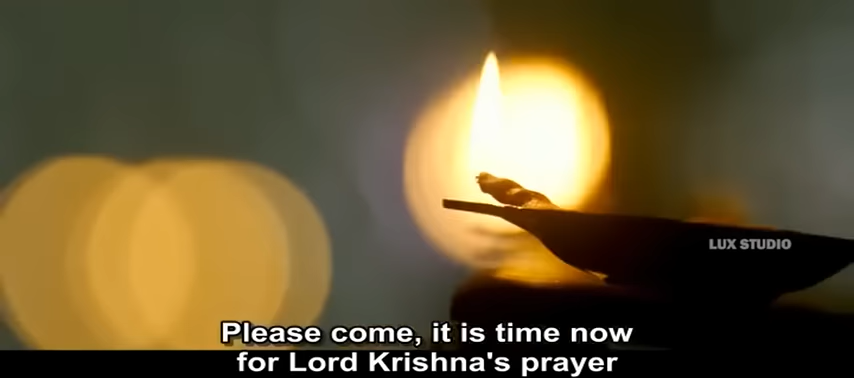 LUX STUDIO
Please come, it is time now
for Lord Krishna's prayer